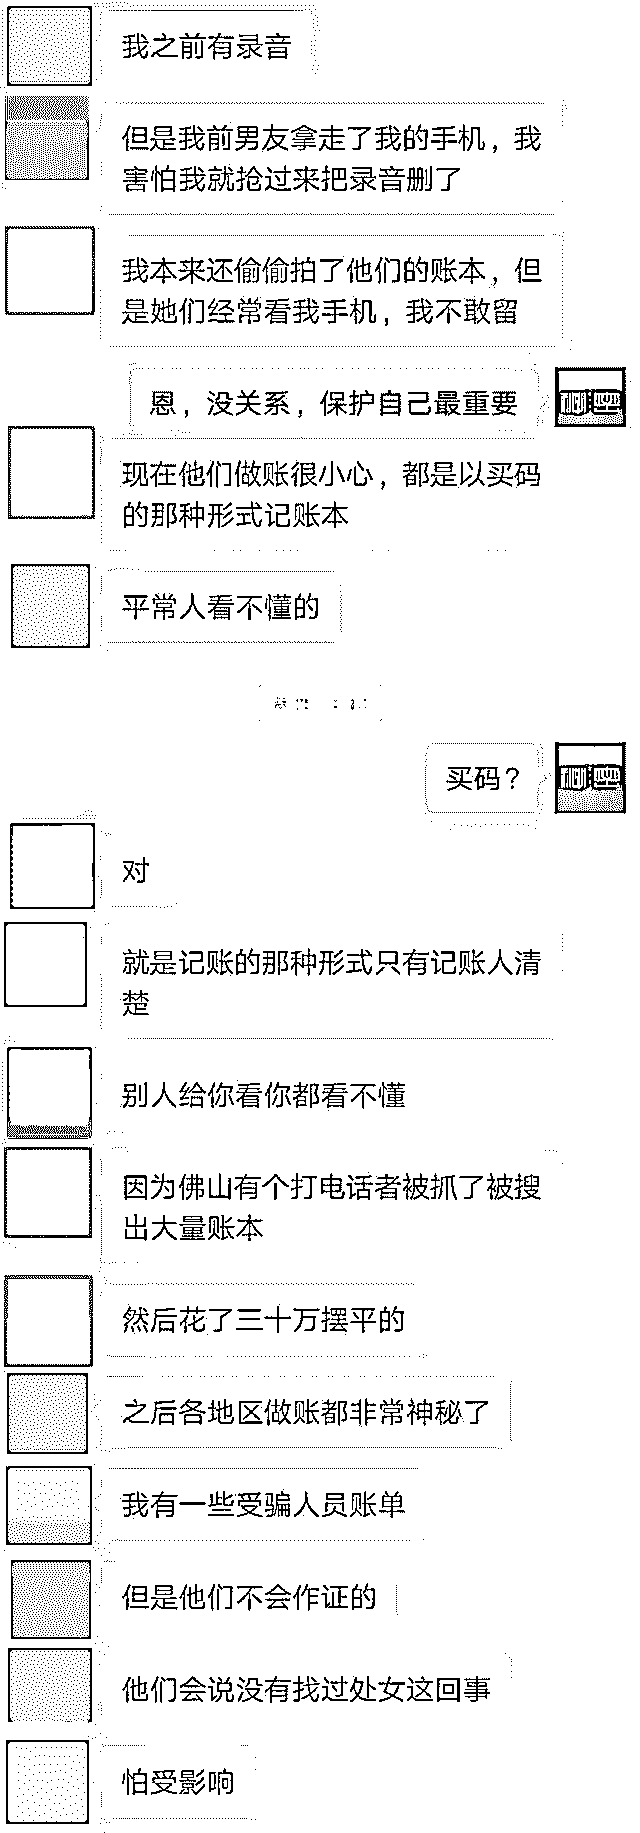 我之前有录音
但是我前男友拿走了我的手机，我
害怕我就抢过来把录音删了
我本来还偷偷拍了他们的账本，但
是她们经常看我手机，我不敢留
恩，没关系，保护自己最重要
现在他们做账很小心，都是以买码
的那种形式记账本
平常人看不懂的
买码？
对
就是记账的那种形式只有记账人清
楚
别人给你看你都看不懂
因为佛山有个打电话者被抓了被搜
出大量账本
然后花了三十万摆平的
之后各地区做账都非常神秘了
我有一些受骗人员账单
但是他们不会作证的
他们会说没有找过处女这回事
怕受影响